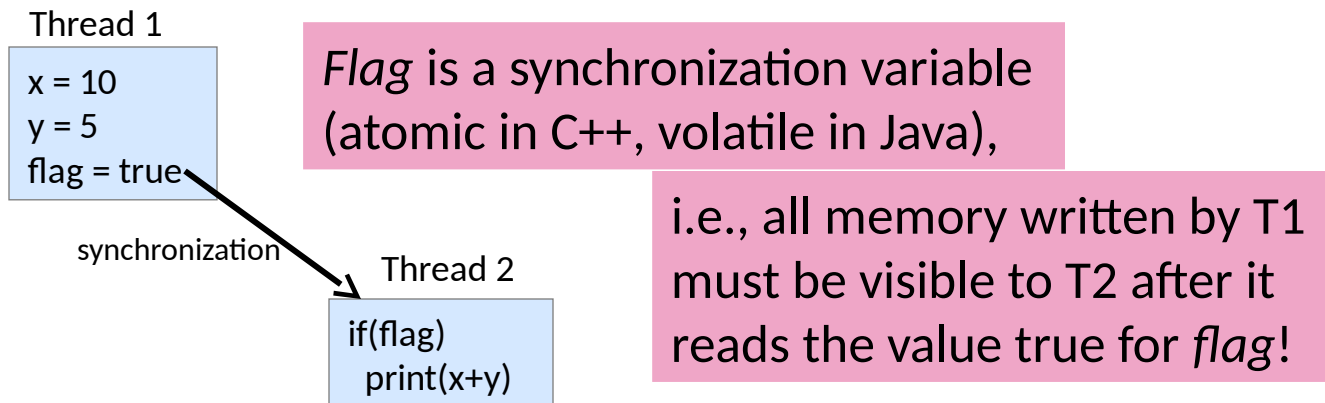 Thread 1
x = 10
y = 5
flag = true
Flag is a synchronization variable
(atomic in C++, volatile in Java),
i.e., all memory written by T1
must be visible to T2 after it
reads the value true for flag!
synchronization
Thread 2
if(flag)
print(x+y)